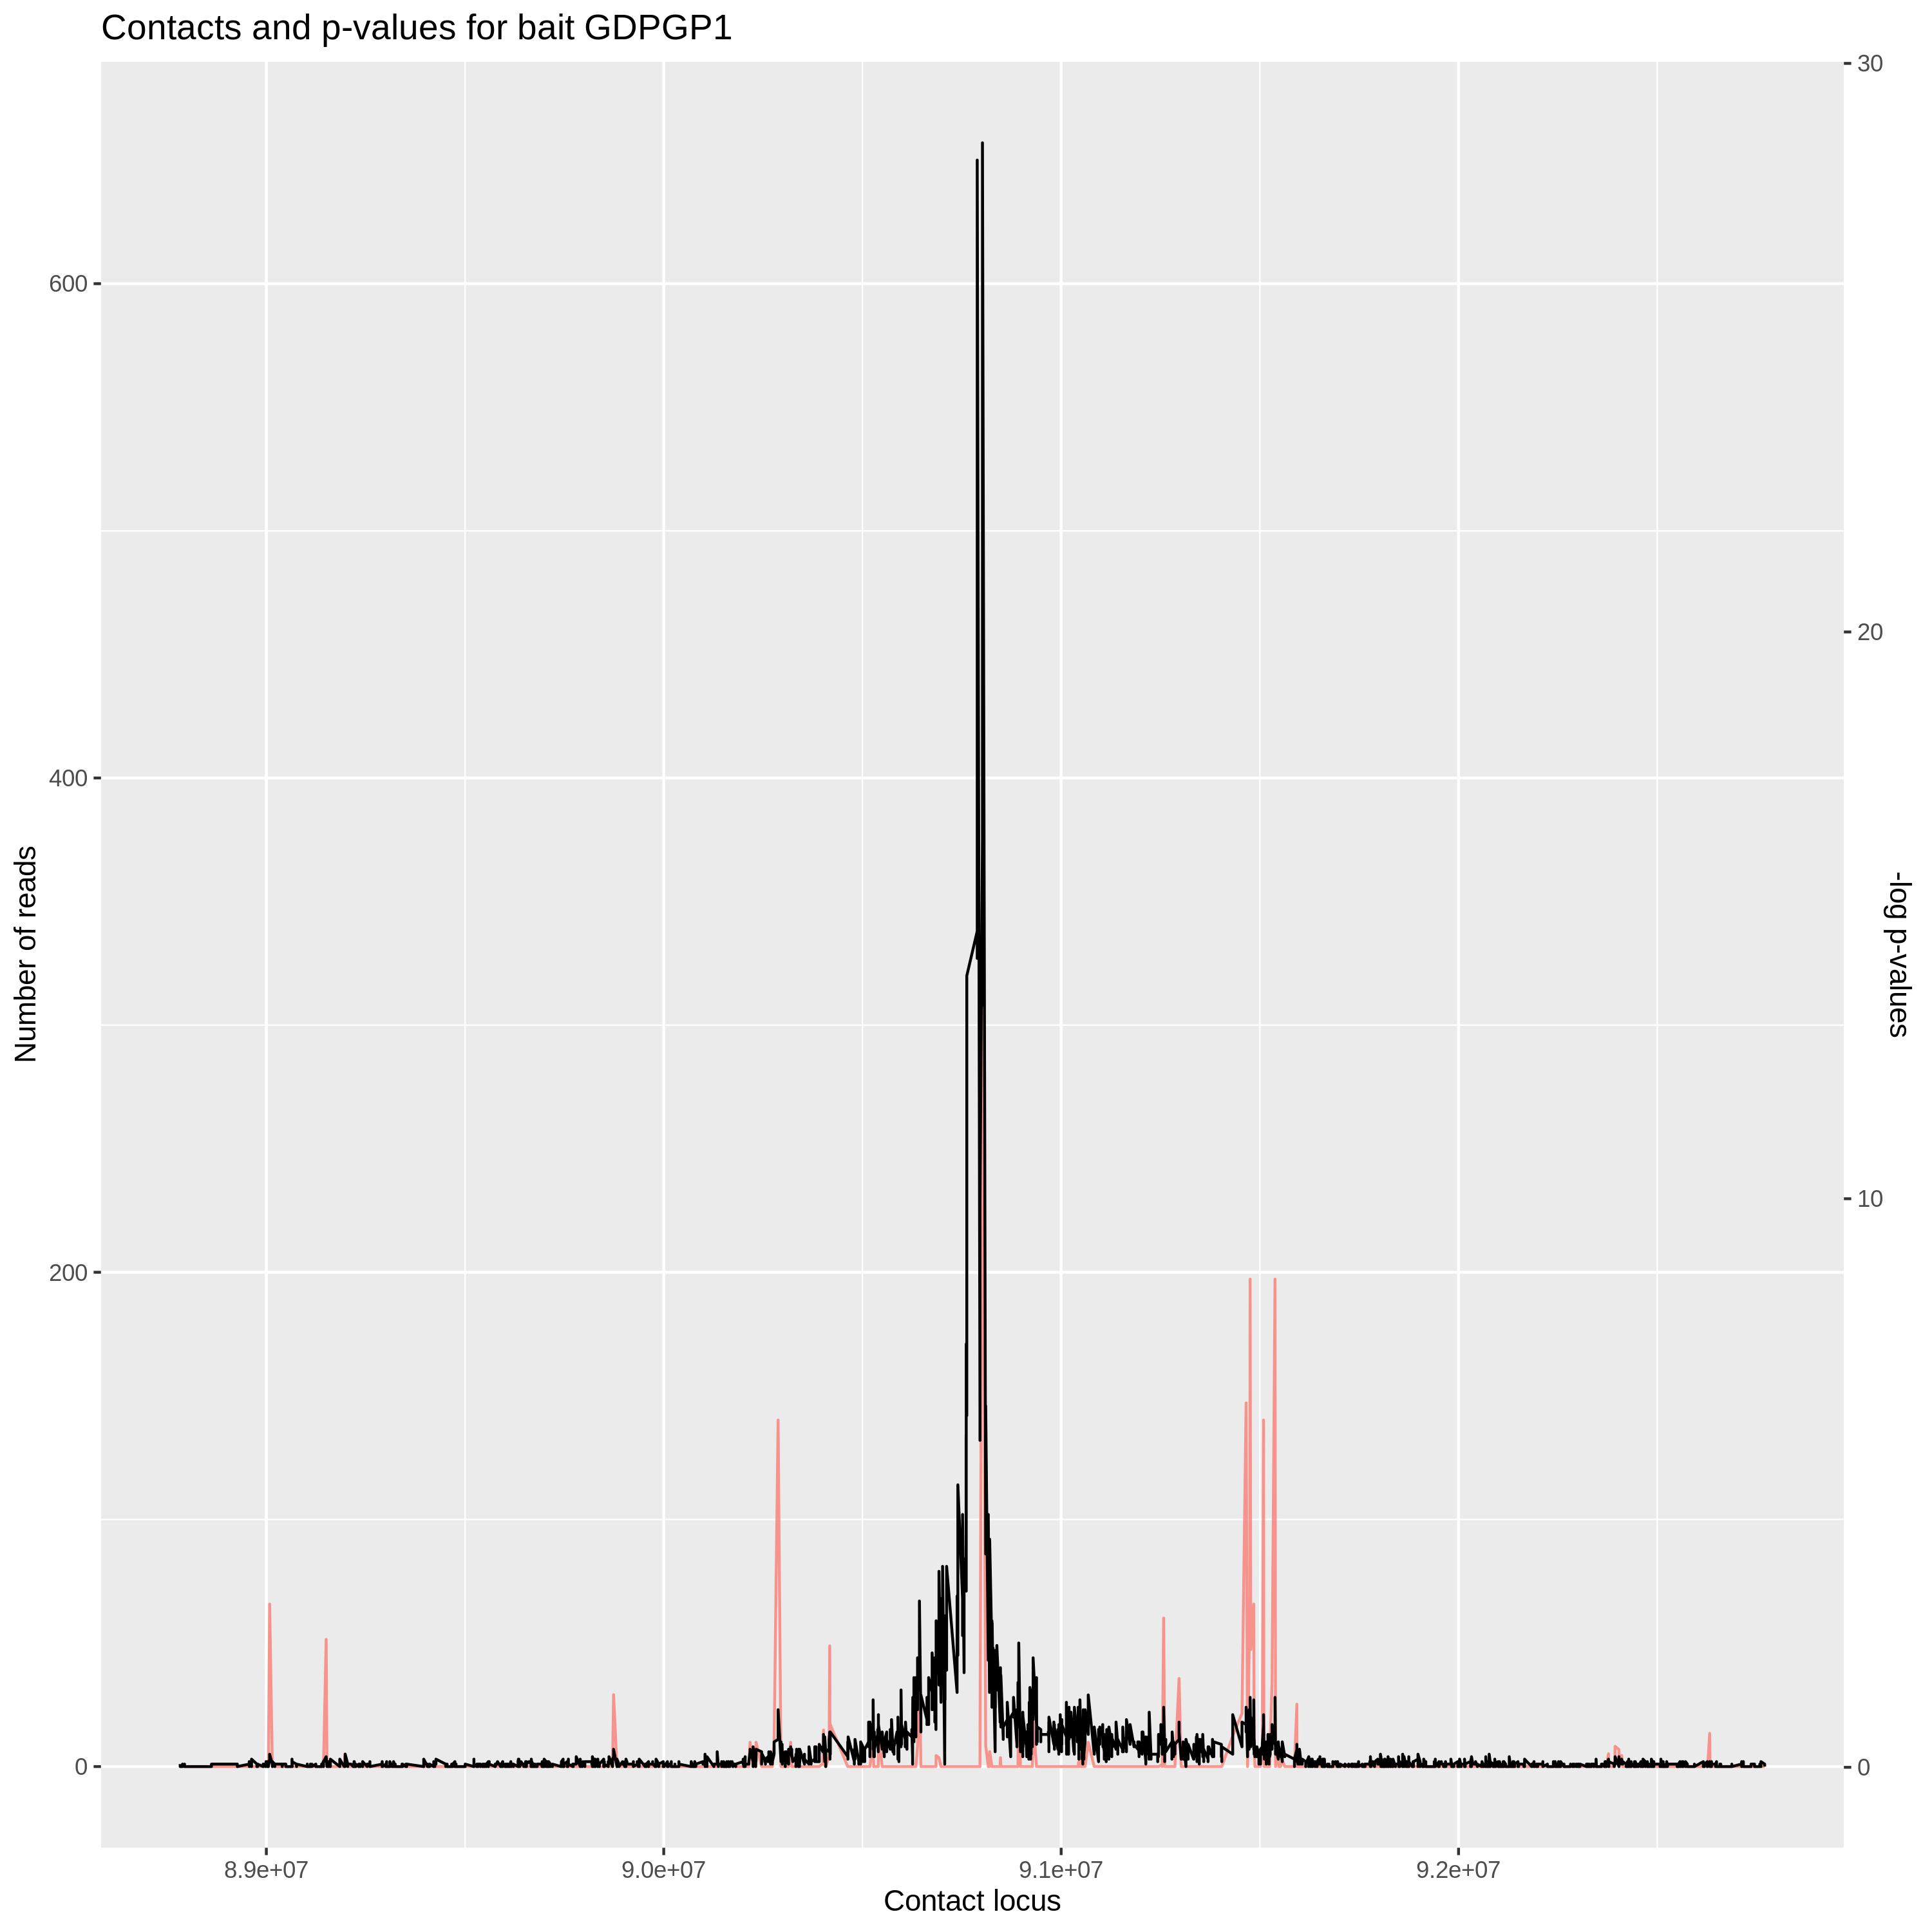 Contacts and p-values for bait GDPGP1
30
600
20
400
Number of reads
-log p-values
10
200
0
0
8.9e+07
9.0e+07
9.1e+07
9.2e+07
Contact locus